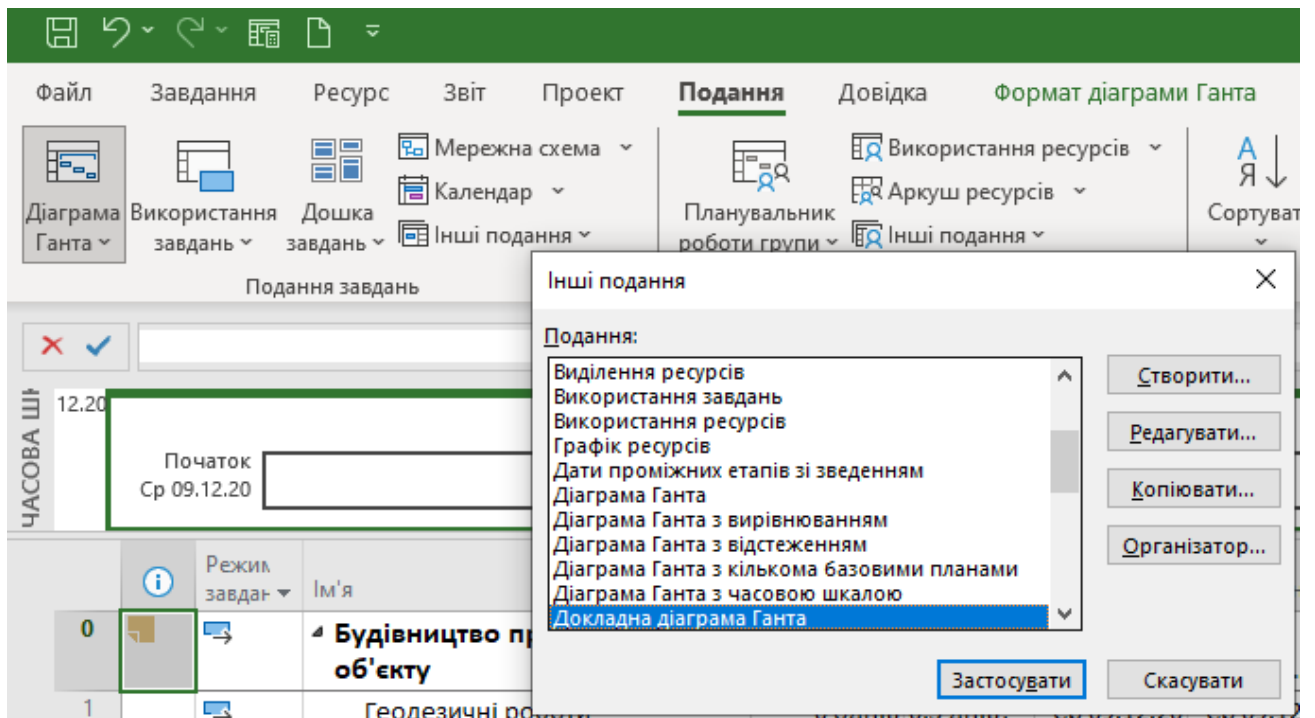 Файл Завдання Ресурс Звіт Проект Подання Довідка Формат діаграми Ганта
Діаграма Ганта
Використання завдань
Дошка завдань
Мережна схема
Календар
Інші подання
Подання завдань
Планувальник роботи групи
Використання ресурсів
Аркуш ресурсів
Інші подання
А
Я
Інші подання
Подання:
Виділення ресурсів
Використання завдань
Використання ресурсів
Графік ресурсів
Дати проміжних етапів зі зведенням
Діаграма Ганта
Діаграма Ганта з вирівнюванням
Діаграма Ганта з відстеженням
Діаграма Ганта з кількома базовими планами
Діаграма Ганта з часовою шкалою
Докладна діаграма Ганта
Створити...
Редагувати...
Копіювати...
Організатор...
Застосувати
Скасувати
ЧАСОВА
12.20
Початок
Ср 09.12.20
Режим
Ім'я
0
Будівництво
об'єкту
1
Геодезичні